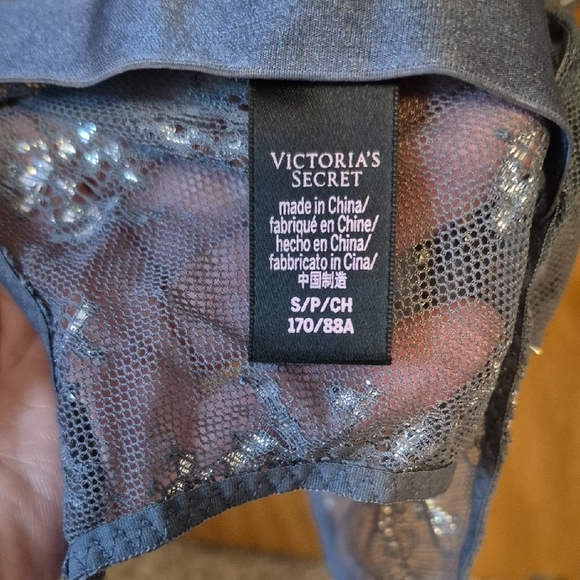 VICTORIA'S
SECRET
made in China/
fabriqué en Chine/
hecho en China/
fabbricato in Cina/
中国制造
S/P/CH
170/88A